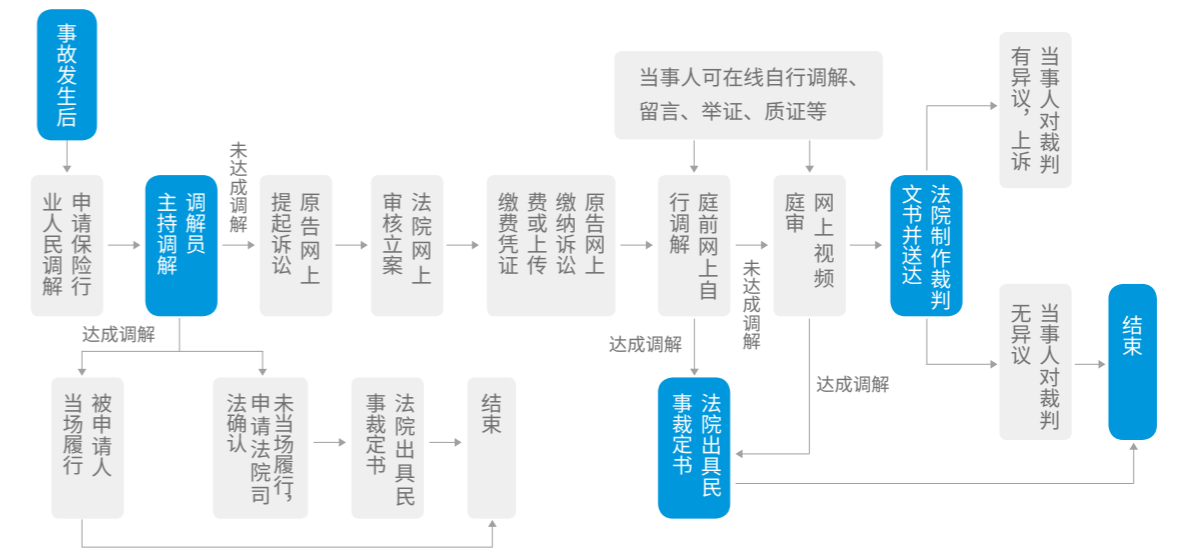 事故发生后
申请保险行
业人民调解
调解员
主持调解
未达成调解
原告网上
提起诉讼
法院网上
审核立案
原告网上
缴纳诉讼
费或上传
缴费凭证
当事人可在线自行调解、
留言、举证、质证等
庭前网上自
行调解
未达成调解
网上视频
庭审
法院制作裁判
文书并送达
当事人对裁判
有异议，上诉
当事人对裁判
无异议
结束
达成调解
被申请人
当场履行
未当场履行，
申请法院司
法确认
法院出具民
事裁定书
结束
达成调解
法院出具民
事裁定书
达成调解